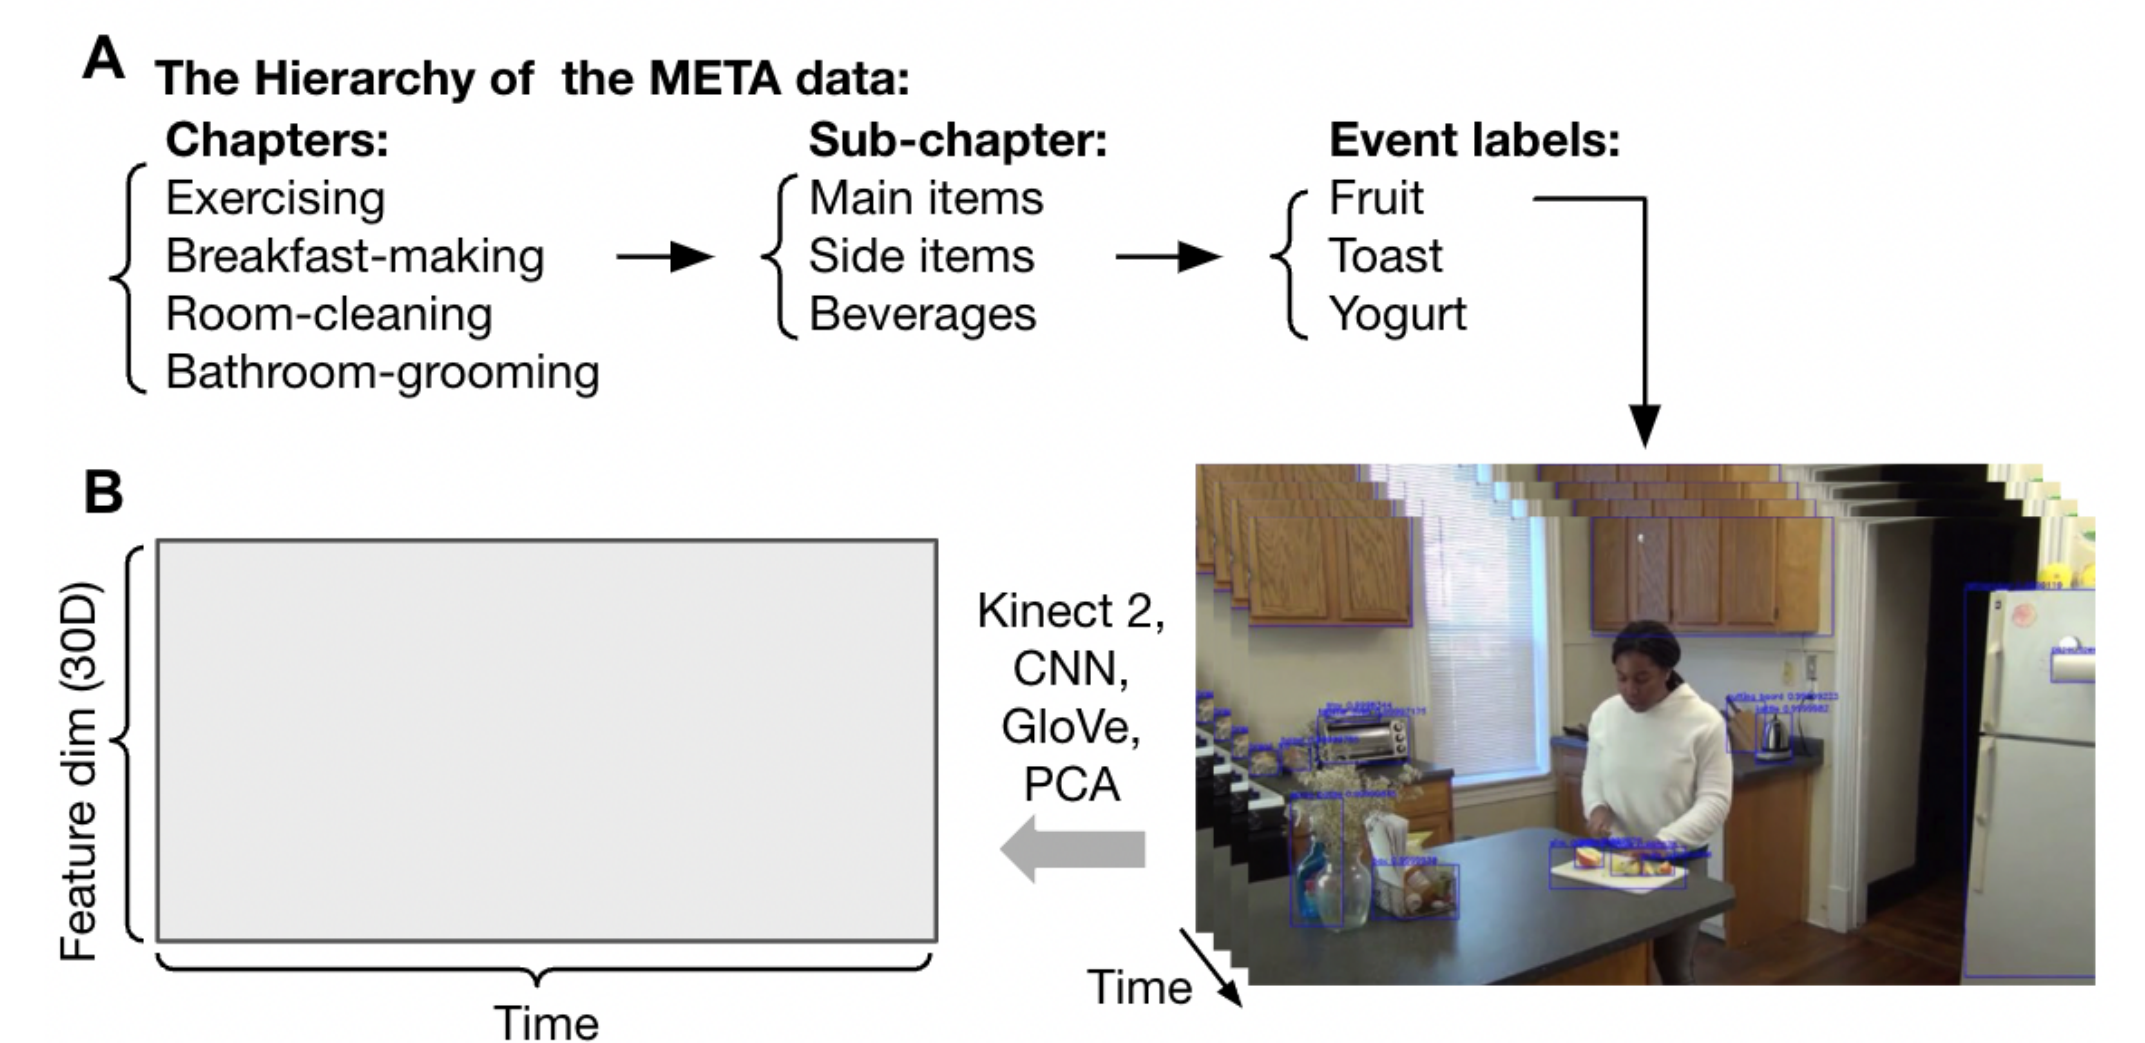 A
The Hierarchy of the META data:
Chapters:
Exercising
Breakfast-making
Room-cleaning
Bathroom-grooming
Sub-chapter:
Main items
Side items
Beverages
Event labels:
Fruit
Toast
Yogurt
B
Feature dim (30D)
Time
Kinect 2,
CNN,
GloVe,
PCA
Time